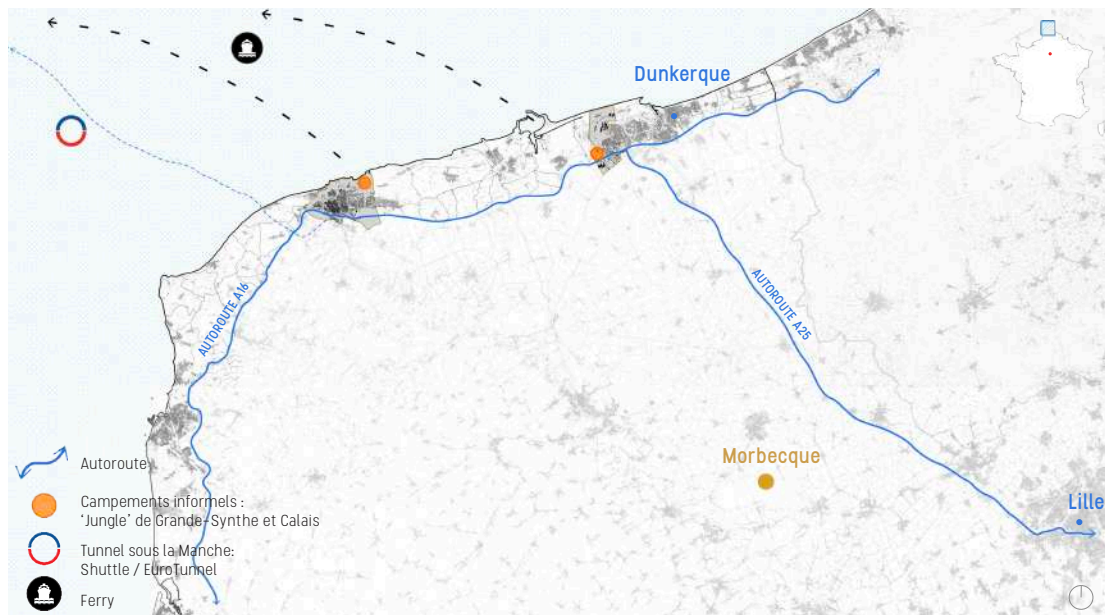 Dunkerque
AUTOROUTE A16
AUTOROUTE A25
Morbecque
Lille
Autoroute
Campements informels :
'Jungle' de Grande-Synthe et Calais
Tunnel sous la Manche:
Shuttle / EuroTunnel
Ferry